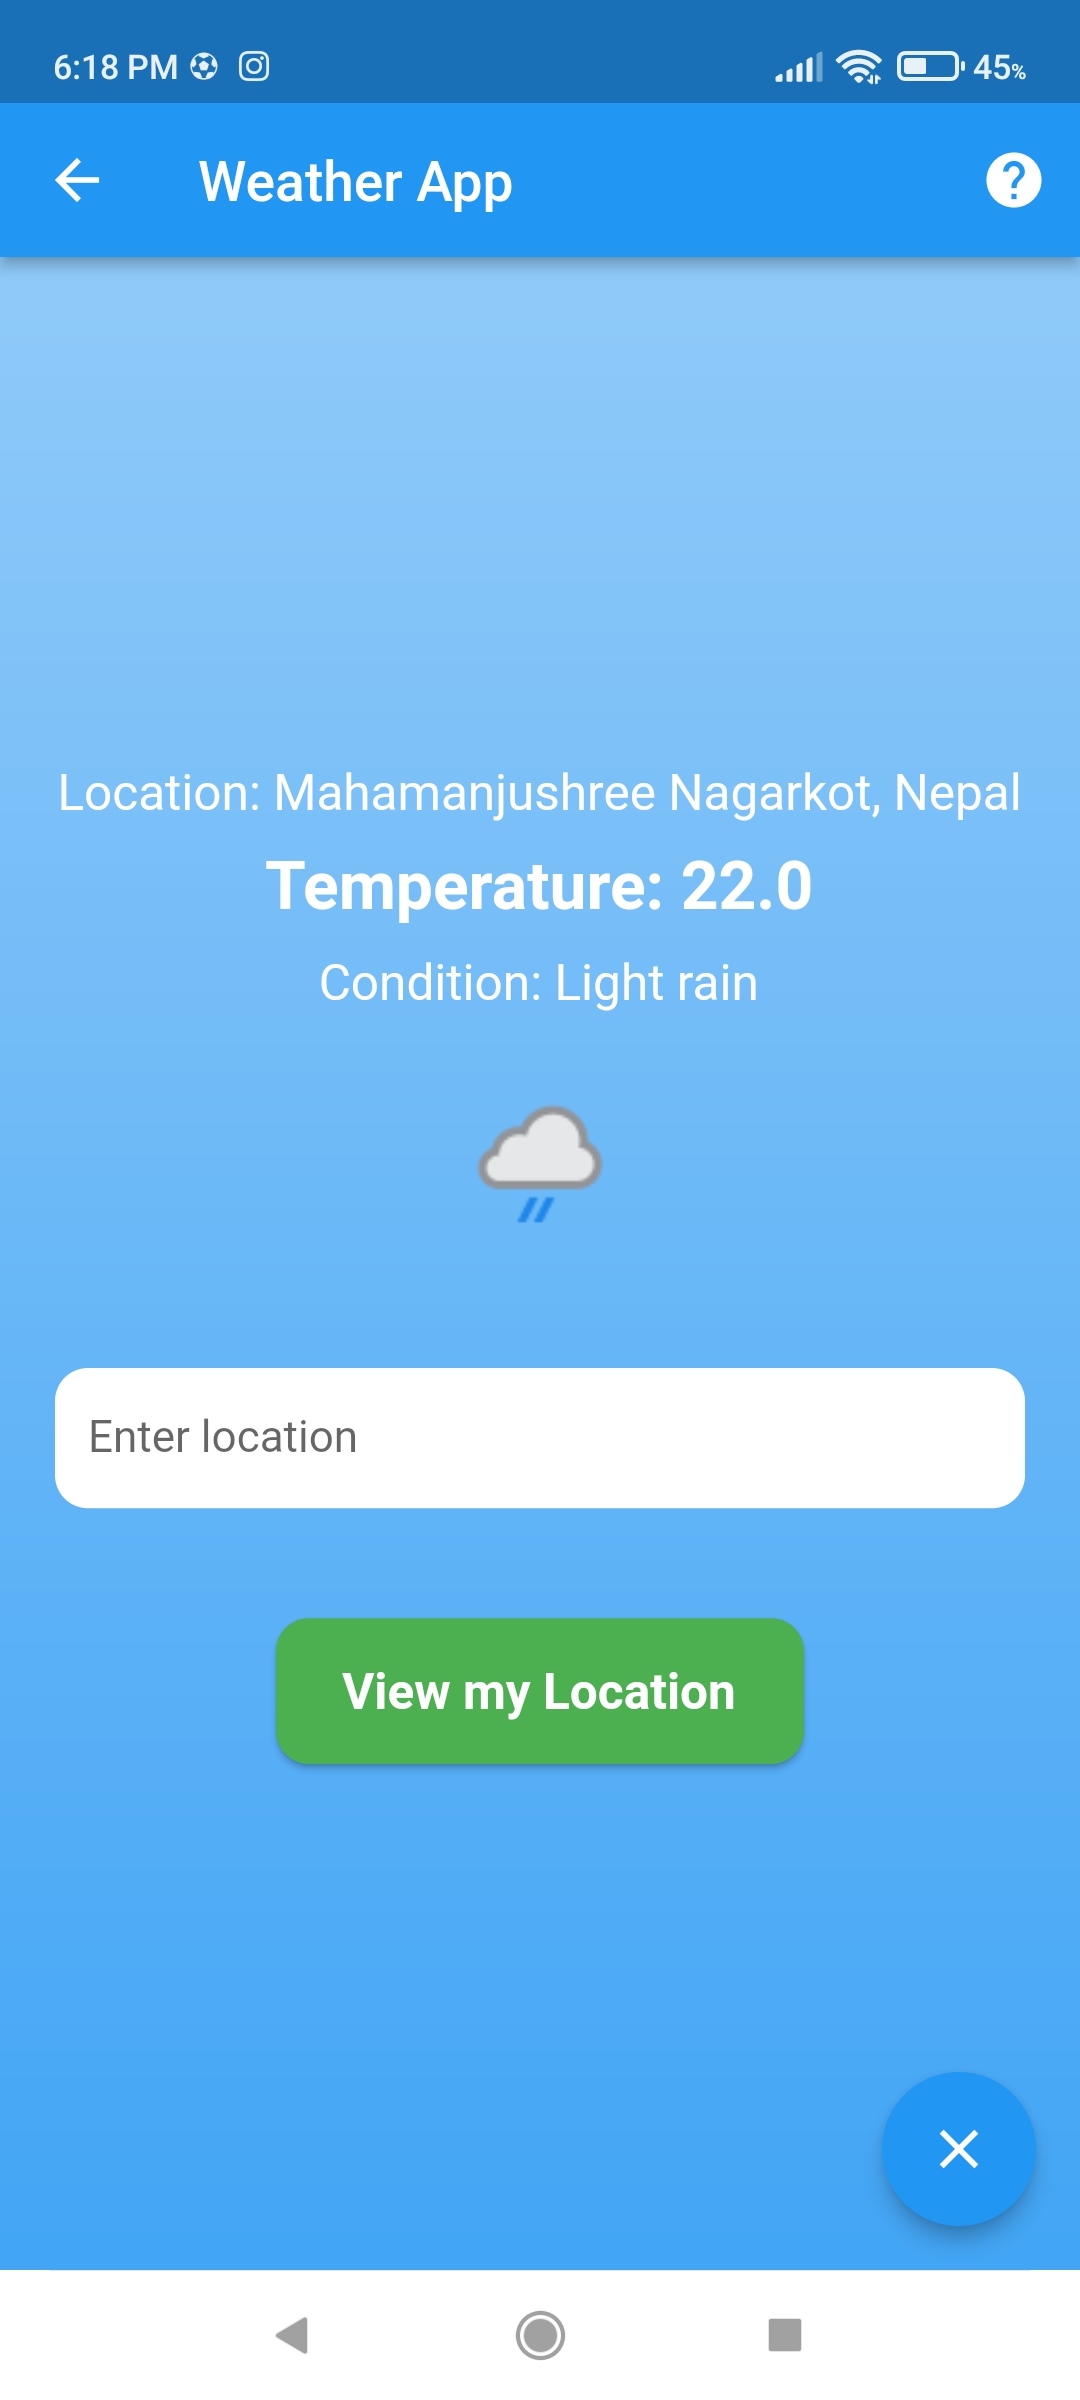 6:18 PM
45%
Weather App
?
Location: Mahamanjushree Nagarkot, Nepal
Temperature: 22.0
Condition: Light rain
Enter location
View my Location